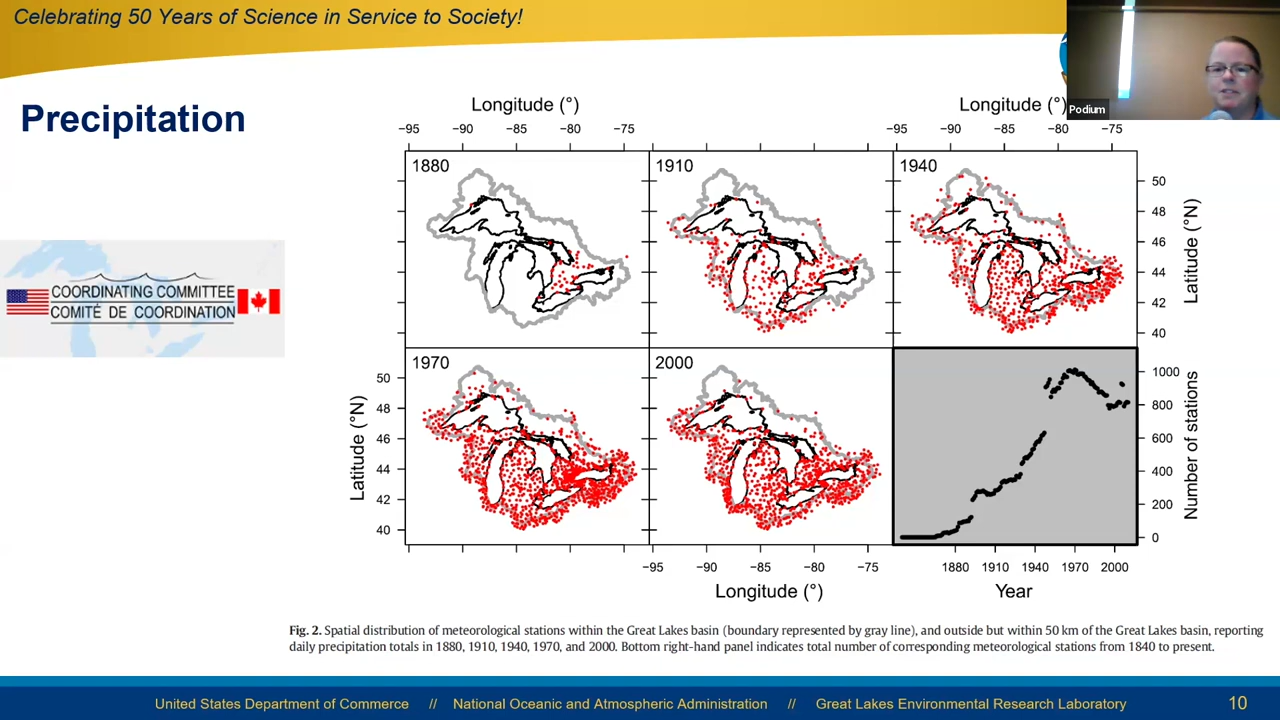 Celebrating 50 Years of Science in Service to Society!
Podium
Precipitation
COORDINATING COMMITTEE
COMITÉ DE COORDINATION
Longitude (°)
Longitude (°)
−95 −90 −85 −80 −75
−95 −90 −85 −80 −75
1880
1910
1940
50
48
46
44
42
40
Latitude (°N)
1970
2000
50
48
46
44
42
40
Latitude (°N)
1000
800
600
400
200
0
Number of stations
−95 −90 −85 −80 −75
Longitude (°)
1880 1910 1940 1970 2000
Year
Fig. 2. Spatial distribution of meteorological stations within the Great Lakes basin (boundary represented by gray line), and outside but within 50 km of the Great Lakes basin, reporting
daily precipitation totals in 1880, 1910, 1940, 1970, and 2000. Bottom right-hand panel indicates total number of corresponding meteorological stations from 1840 to present.
United States Department of Commerce // National Oceanic and Atmospheric Administration // Great Lakes Environmental Research Laboratory
10